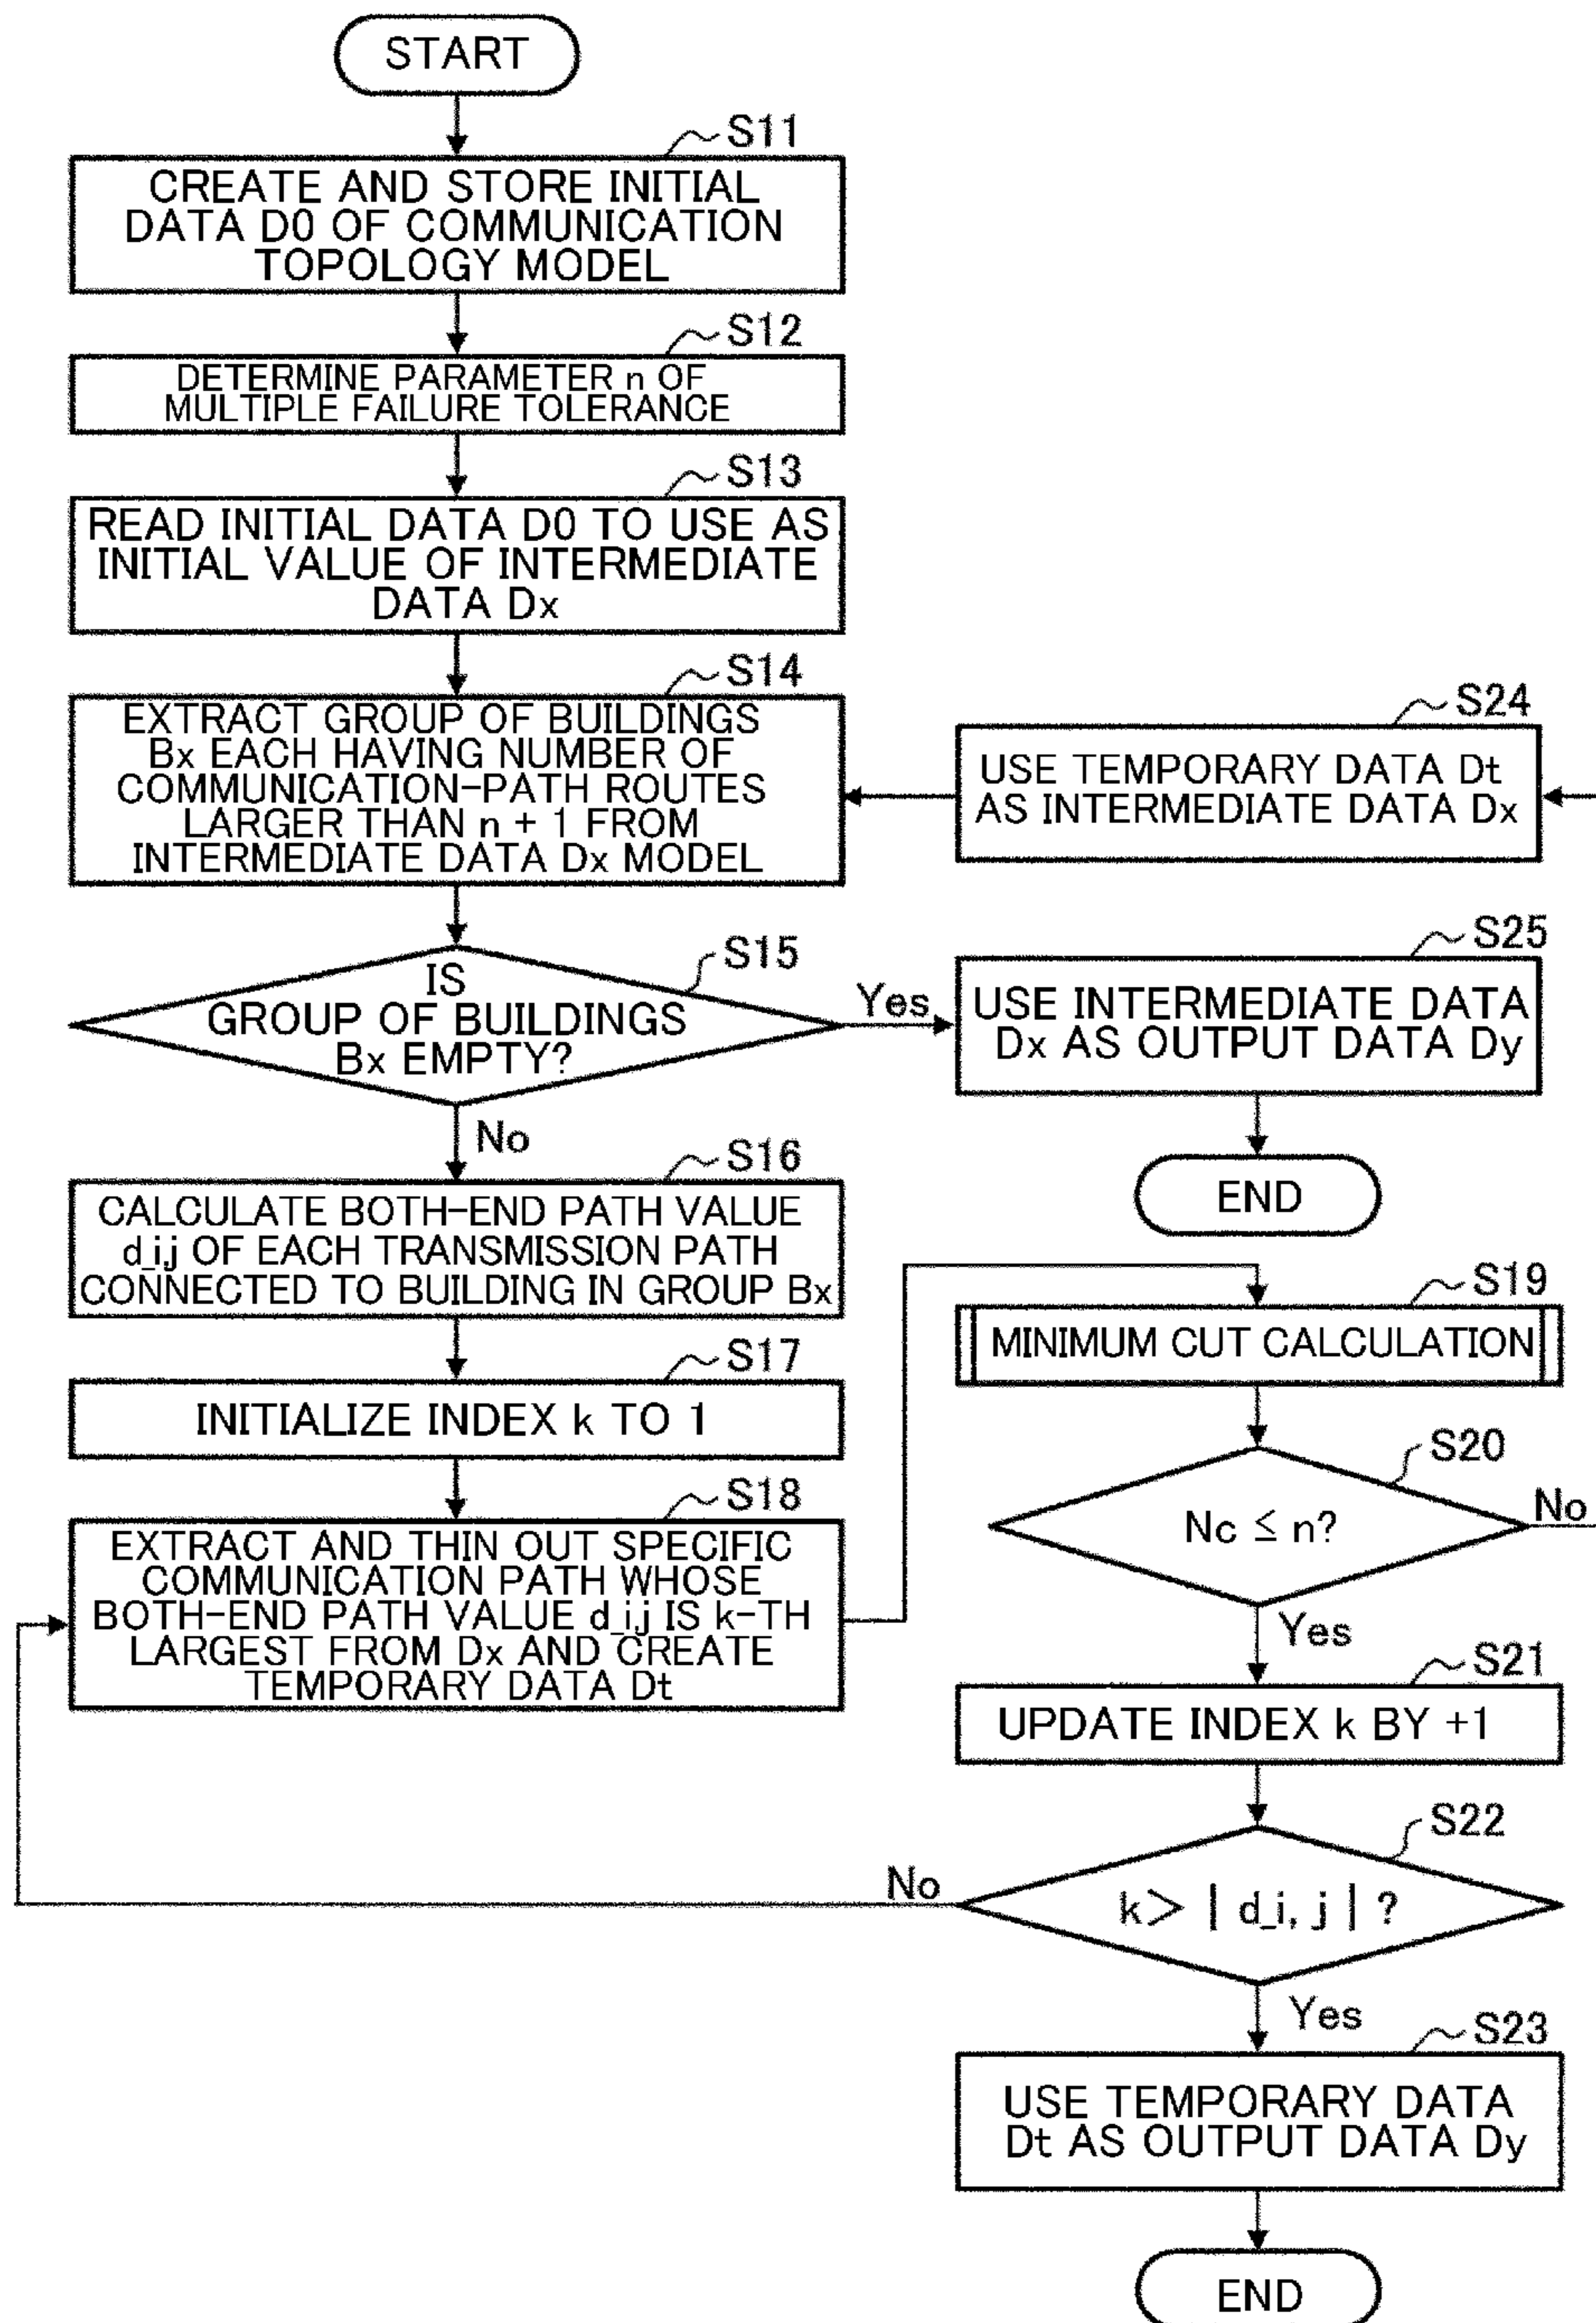 START
S11
CREATE AND STORE INITIAL
DATA D0 OF COMMUNICATION
TOPOLOGY MODEL
S12
DETERMINE PARAMETER n OF
MULTIPLE FAILURE TOLERANCE
S13
READ INITIAL DATA D0 TO USE AS
INITIAL VALUE OF INTERMEDIATE
DATA Dx
S14
EXTRACT GROUP OF BUILDINGS
Bx EACH HAVING NUMBER OF
COMMUNICATION-PATH ROUTES
LARGER THAN n + 1 FROM
INTERMEDIATE DATA Dx MODEL
S24
USE TEMPORARY DATA Dt
AS INTERMEDIATE DATA Dx
S15
IS
GROUP OF BUILDINGS
Bx EMPTY?
Yes
No
S25
USE INTERMEDIATE DATA
Dx AS OUTPUT DATA Dy
END
S16
CALCULATE BOTH-END PATH VALUE
d_i,j OF EACH TRANSMISSION PATH
CONNECTED TO BUILDING IN GROUP Bx
S17
INITIALIZE INDEX k TO 1
S18
EXTRACT AND THIN OUT SPECIFIC
COMMUNICATION PATH WHOSE
BOTH-END PATH VALUE d_i,j IS k-TH
LARGEST FROM Dx AND CREATE
TEMPORARY DATA Dt
S19
MINIMUM CUT CALCULATION
S20
Nc ≤ n?
No
Yes
S21
UPDATE INDEX k BY +1
S22
k> | d_i, j | ?
No
Yes
S23
USE TEMPORARY DATA
Dt AS OUTPUT DATA Dy
END